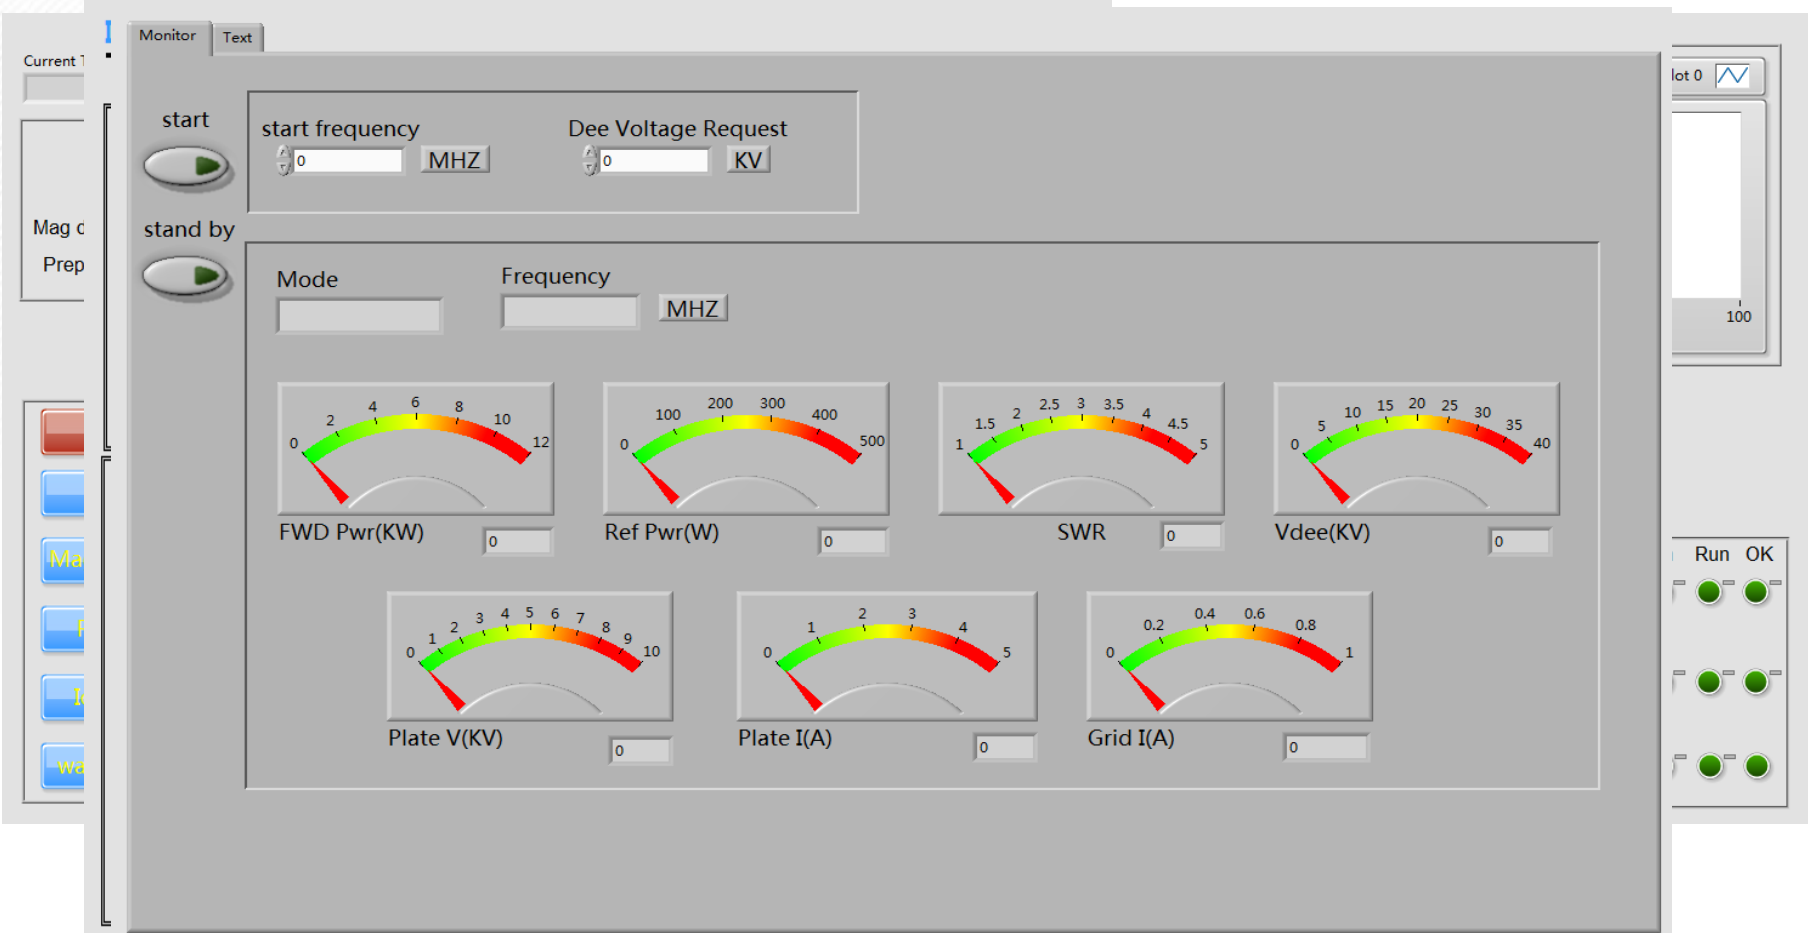 Monitor
Text
Current
lot 0
start
start frequency
Dee Voltage Request
0
MHZ
0
KV
Mag
stand by
Prep
Mode
Frequency
MHZ
100
0 2 4 6 8 10 12
0 100 200 300 400 500
1 1.5 2 2.5 3 3.5 4 4.5 5
0 5 10 15 20 25 30 35 40
FWD Pwr(KW)
0
Ref Pwr(W)
0
SWR
0
Vdee(KV)
0
Ma
Run OK
0 1 2 3 4 5 6 7 8 9 10
0 1 2 3 4 5
0 0.2 0.4 0.6 0.8 1
Plate V(KV)
0
Plate I(A)
0
Grid I(A)
0
wa